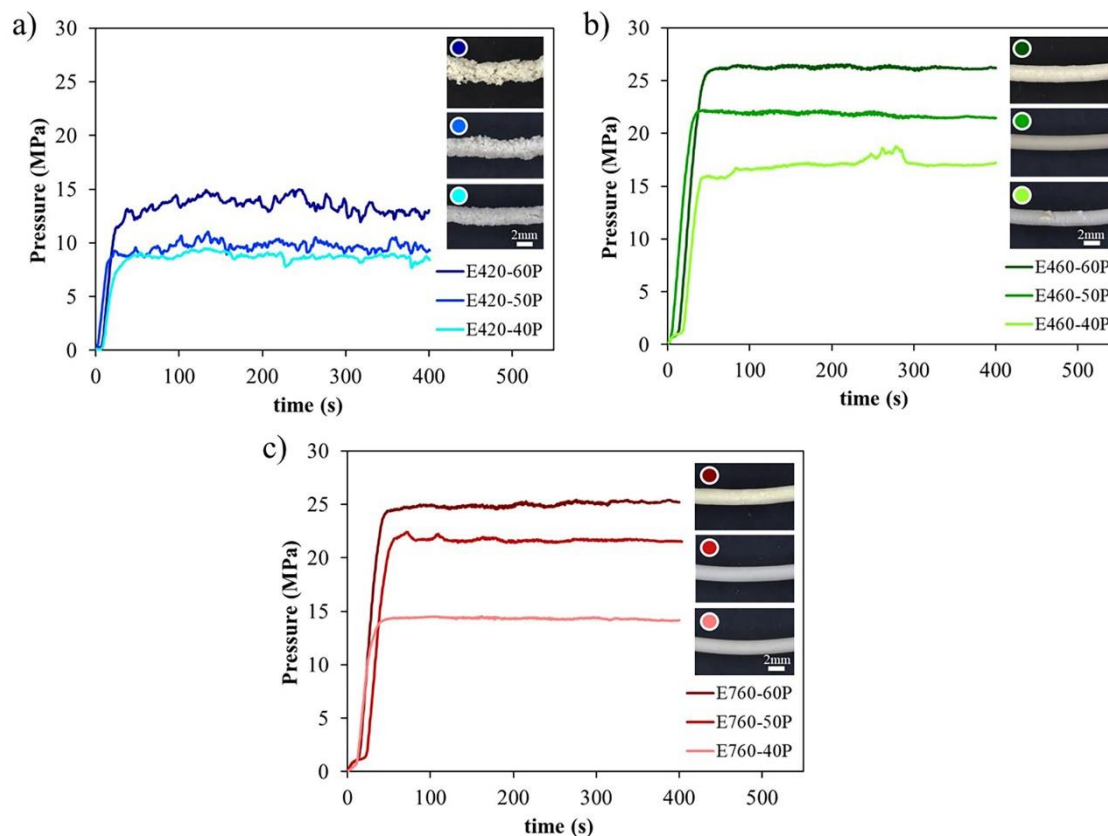 a)
30
25
20
15
10
5
0
Pressure (MPa)
2mm
E420-60P
E420-50P
E420-40P
0 100 200 300 400 500
time (s)
b)
30
25
20
15
10
5
0
Pressure (MPa)
2mm
E460-60P
E460-50P
E460-40P
0 100 200 300 400 500
time (s)
c)
30
25
20
15
10
5
0
Pressure (MPa)
2mm
E760-60P
E760-50P
E760-40P
0 100 200 300 400 500
time (s)